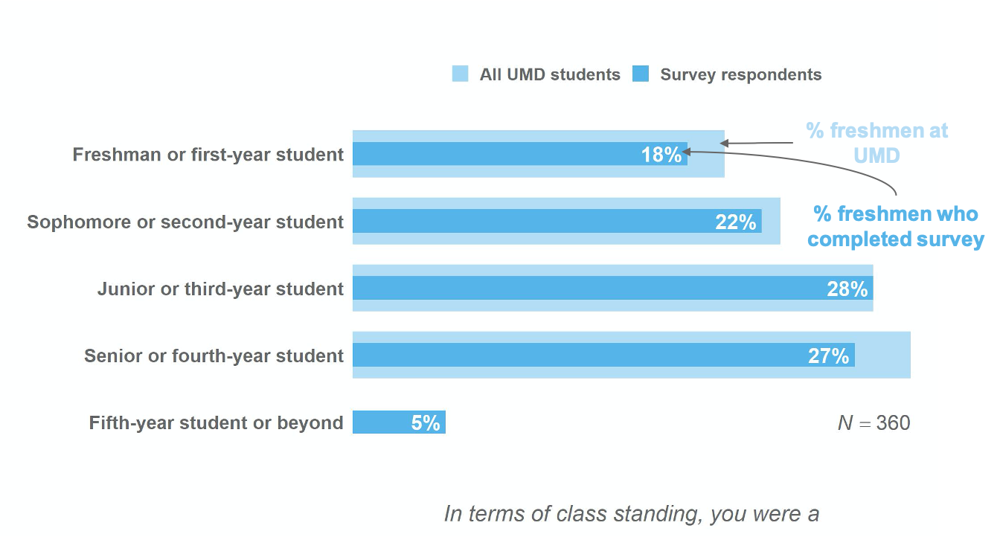 All UMD students Survey respondents
% freshmen at
UMD
Freshman or first-year student 18%
% freshmen who
completed survey
Sophomore or second-year student 22%
Junior or third-year student 28%
Senior or fourth-year student 27%
Fifth-year student or beyond 5%
N = 360
In terms of class standing, you were a